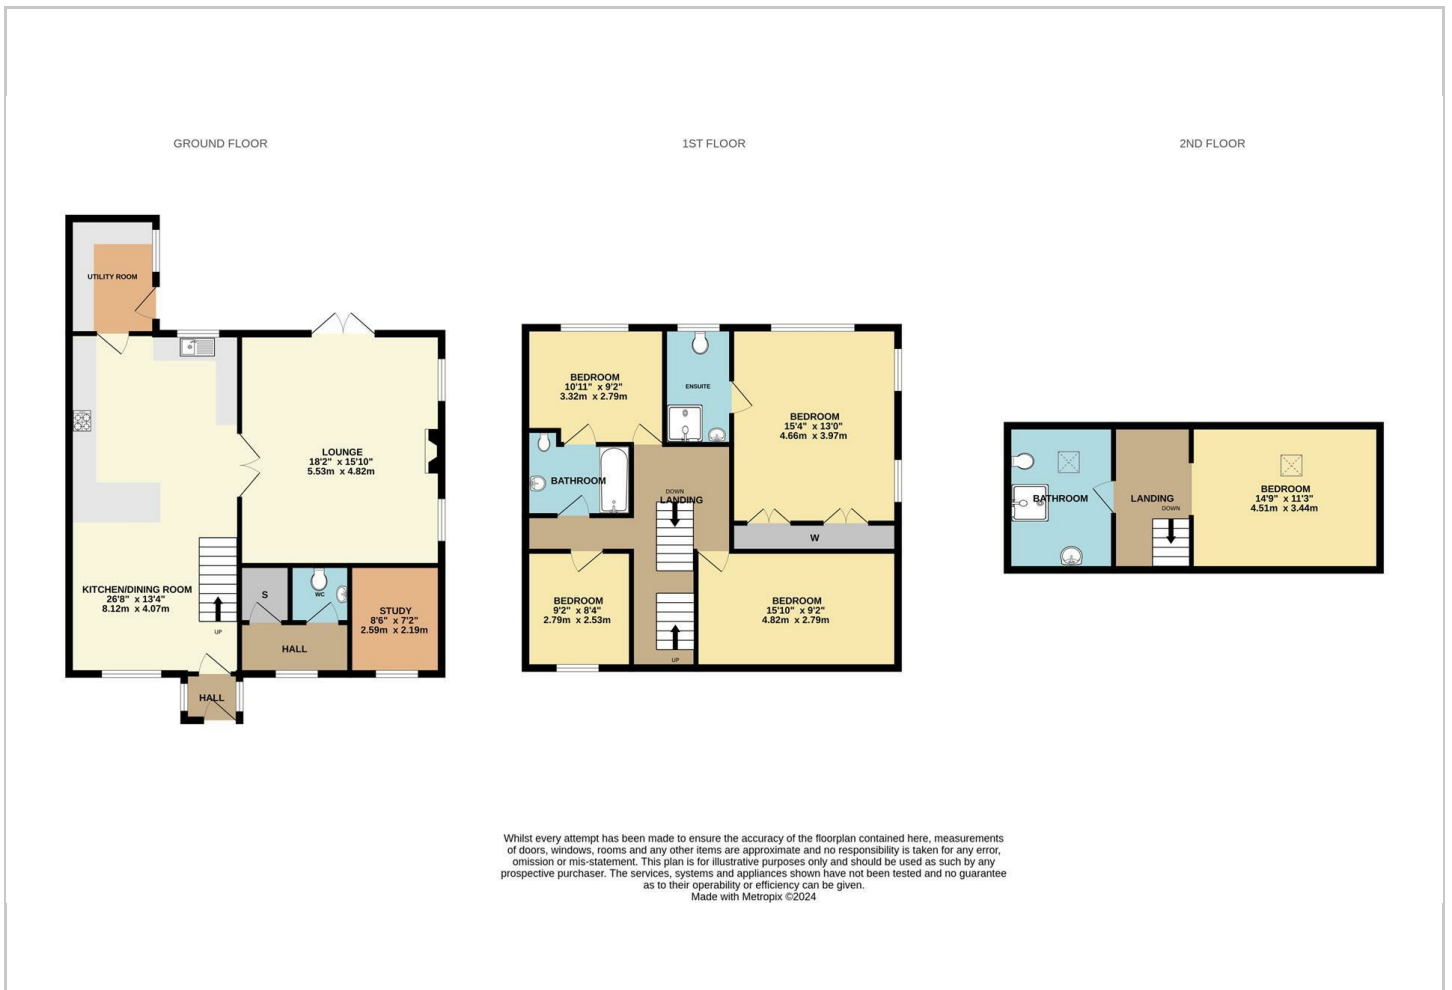 GROUND FLOOR
UTILITY ROOM
LOUNGE
18'2" x 15'10"
5.53m x 4.82m
KITCHEN/DINING ROOM
26'8" x 13'4"
8.12m x 4.07m
UP
S
WC
STUDY
8'6" x 7'2"
2.59m x 2.19m
HALL
HALL
1ST FLOOR
BEDROOM
10'11" x 9'2"
3.32m x 2.79m
ENSUITE
BEDROOM
15'4" x 13'0"
4.66m x 3.97m
BATHROOM
DOWN
LANDING
W
BEDROOM
9'2" x 8'4"
2.79m x 2.53m
BEDROOM
15'10" x 9'2"
4.82m x 2.79m
UP
2ND FLOOR
BATHROOM
LANDING
DOWN
BEDROOM
14'9" x 11'3"
4.51m x 3.44m
Whilst every attempt has been made to ensure the accuracy of the floorplan contained here, measurements
of doors, windows, rooms and any other items are approximate and no responsibility is taken for any error,
omission or mis-statement. This plan is for illustrative purposes only and should be used as such by any
prospective purchaser. The services, systems and appliances shown have not been tested and no guarantee
as to their operability or efficiency can be given.
Made with Metropix ©2024